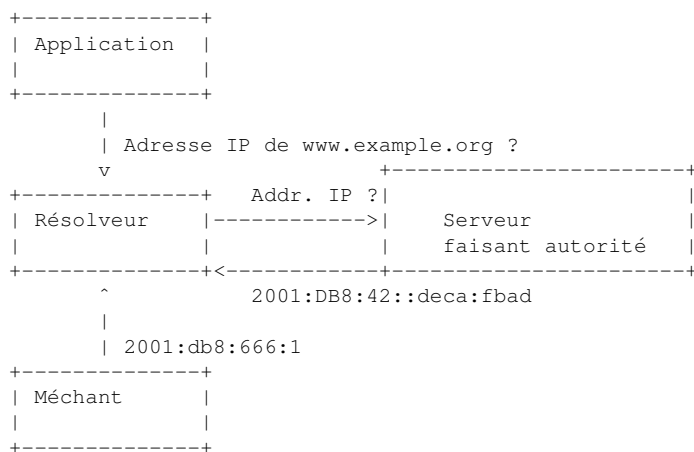 Application
Adresse IP de www.example.org ?
Addr. IP ?
Résolveur
Serveur
faisant autorité
2001:DB8:42::deca:fbad
2001:db8:666:1
Méchant